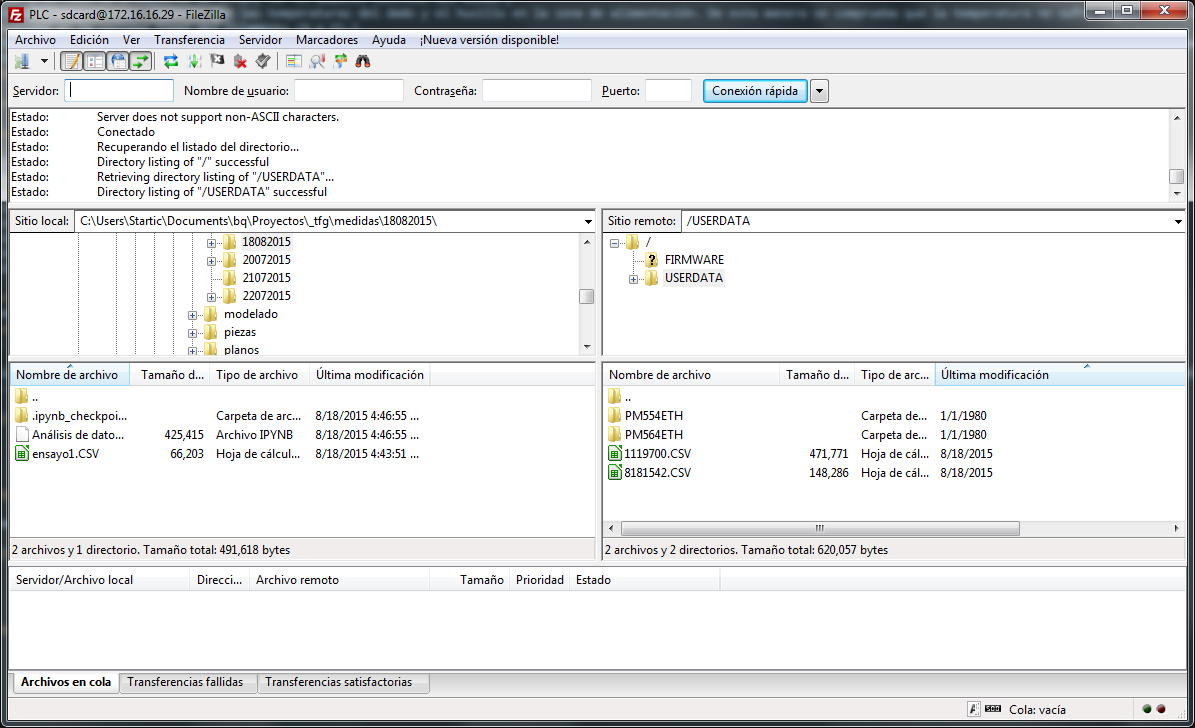 PLC - sdcard@172.16.16.29 - FileZilla
Archivo Edición Ver Transferencia Servidor Marcadores Ayuda ¡Nueva versión disponible!
Servidor: Nombre de usuario: Contraseña: Puerto: Conexión rápida
Estado: Server does not support non-ASCII characters.
Estado: Conectado
Estado: Recuperando el listado del directorio...
Estado: Directory listing of "/" successful
Estado: Retrieving directory listing of "/USERDATA"...
Estado: Directory listing of "/USERDATA" successful
Sitio local: C:\Users\Startic\Documents\bq\Proyectos\_tfg\medidas\18082015\
18082015
20072015
21072015
22072015
modelado
piezas
planos
Sitio remoto: /USERDATA
/
FIRMWARE
USERDATA
Nombre de archivo Tamaño d... Tipo de archivo Última modificación
..
.ipynb_checkpoi... Carpeta de arc... 8/18/2015 4:46:55 ...
Análisis de dato... 425,415 Archivo IPYNB 8/18/2015 4:46:55 ...
ensayo1.CSV 66,203 Hoja de cálcul... 8/18/2015 4:43:51 ...
2 archivos y 1 directorio. Tamaño total: 491,618 bytes
Nombre de archivo Tamaño d... Tipo de arc... Última modificación
..
PM554ETH Carpeta de... 1/1/1980
PM564ETH Carpeta de... 1/1/1980
1119700.CSV 471,771 Hoja de cál... 8/18/2015
8181542.CSV 148,286 Hoja de cál... 8/18/2015
2 archivos y 2 directorios. Tamaño total: 620,057 bytes
Servidor/Archivo local Direcci... Archivo remoto Tamaño Prioridad Estado
Archivos en cola Transferencias fallidas Transferencias satisfactorias
Cola: vacía